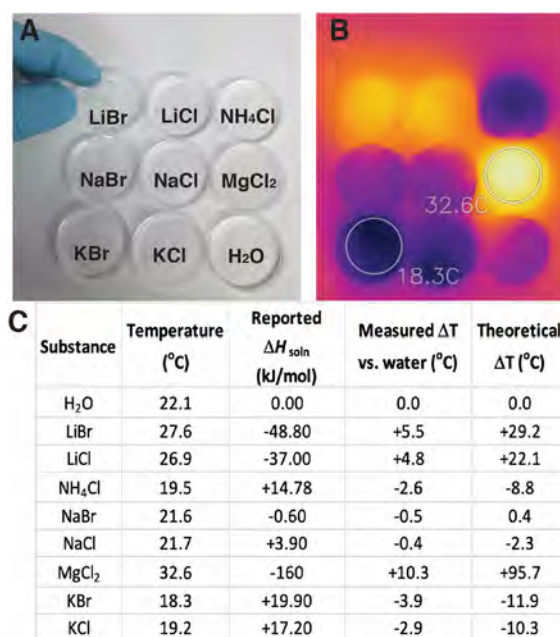 A
B
LiBr LiCl NH4Cl
NaBr NaCl MgCl2
KBr KCl H2O
32.6C
18.3C
C
Substance Temperature (°C) Reported ΔH soln (kJ/mol) Measured ΔT vs. water (°C) Theoretical ΔT (°C)
H2O 22.1 0.00 0.0 0.0
LiBr 27.6 -48.80 +5.5 +29.2
LiCl 26.9 -37.00 +4.8 +22.1
NH4Cl 19.5 +14.78 -2.6 -8.8
NaBr 21.6 -0.60 -0.5 0.4
NaCl 21.7 +3.90 -0.4 -2.3
MgCl2 32.6 -160 +10.3 +95.7
KBr 18.3 +19.90 -3.9 -11.9
KCl 19.2 +17.20 -2.9 -10.3